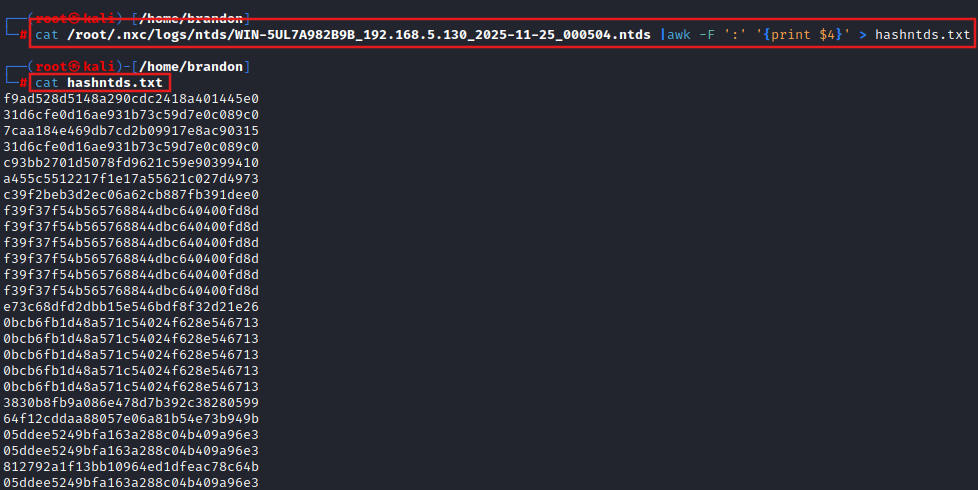 ┌──(root㉿kali)-[/home/brandon]
└─# cat /root/.nxc/logs/ntds/WIN-5UL7A982B9B_192.168.5.130_2025-11-25_000504.ntds |awk -F ':' '{print $4}' > hashntds.txt
┌──(root㉿kali)-[/home/brandon]
└─# cat hashntds.txt
f9ad528d5148a290cdc2418a401445e0
31d6cfe0d16ae931b73c59d7e0c089c0
7caa184e469db7cd2b09917e8ac90315
31d6cfe0d16ae931b73c59d7e0c089c0
c93bb2701d5078fd9621c59e90399410
a455c5512217f1e17a55621c027d4973
c39f2beb3d2ec06a62cb887fb391dee0
f39f37f54b565768844dbc640400fd8d
f39f37f54b565768844dbc640400fd8d
f39f37f54b565768844dbc640400fd8d
f39f37f54b565768844dbc640400fd8d
f39f37f54b565768844dbc640400fd8d
f39f37f54b565768844dbc640400fd8d
e73c68dfd2dbb15e546bdf8f32d21e26
0bcb6fb1d48a571c54024f628e546713
0bcb6fb1d48a571c54024f628e546713
0bcb6fb1d48a571c54024f628e546713
0bcb6fb1d48a571c54024f628e546713
0bcb6fb1d48a571c54024f628e546713
3830b8fb9a086e478d7b392c38280599
64f12cddaa88057e06a81b54e73b949b
05ddee5249bfa163a288c04b409a96e3
05ddee5249bfa163a288c04b409a96e3
812792a1f13bb10964ed1dfeac78c64b
05ddee5249bfa163a288c04b409a96e3